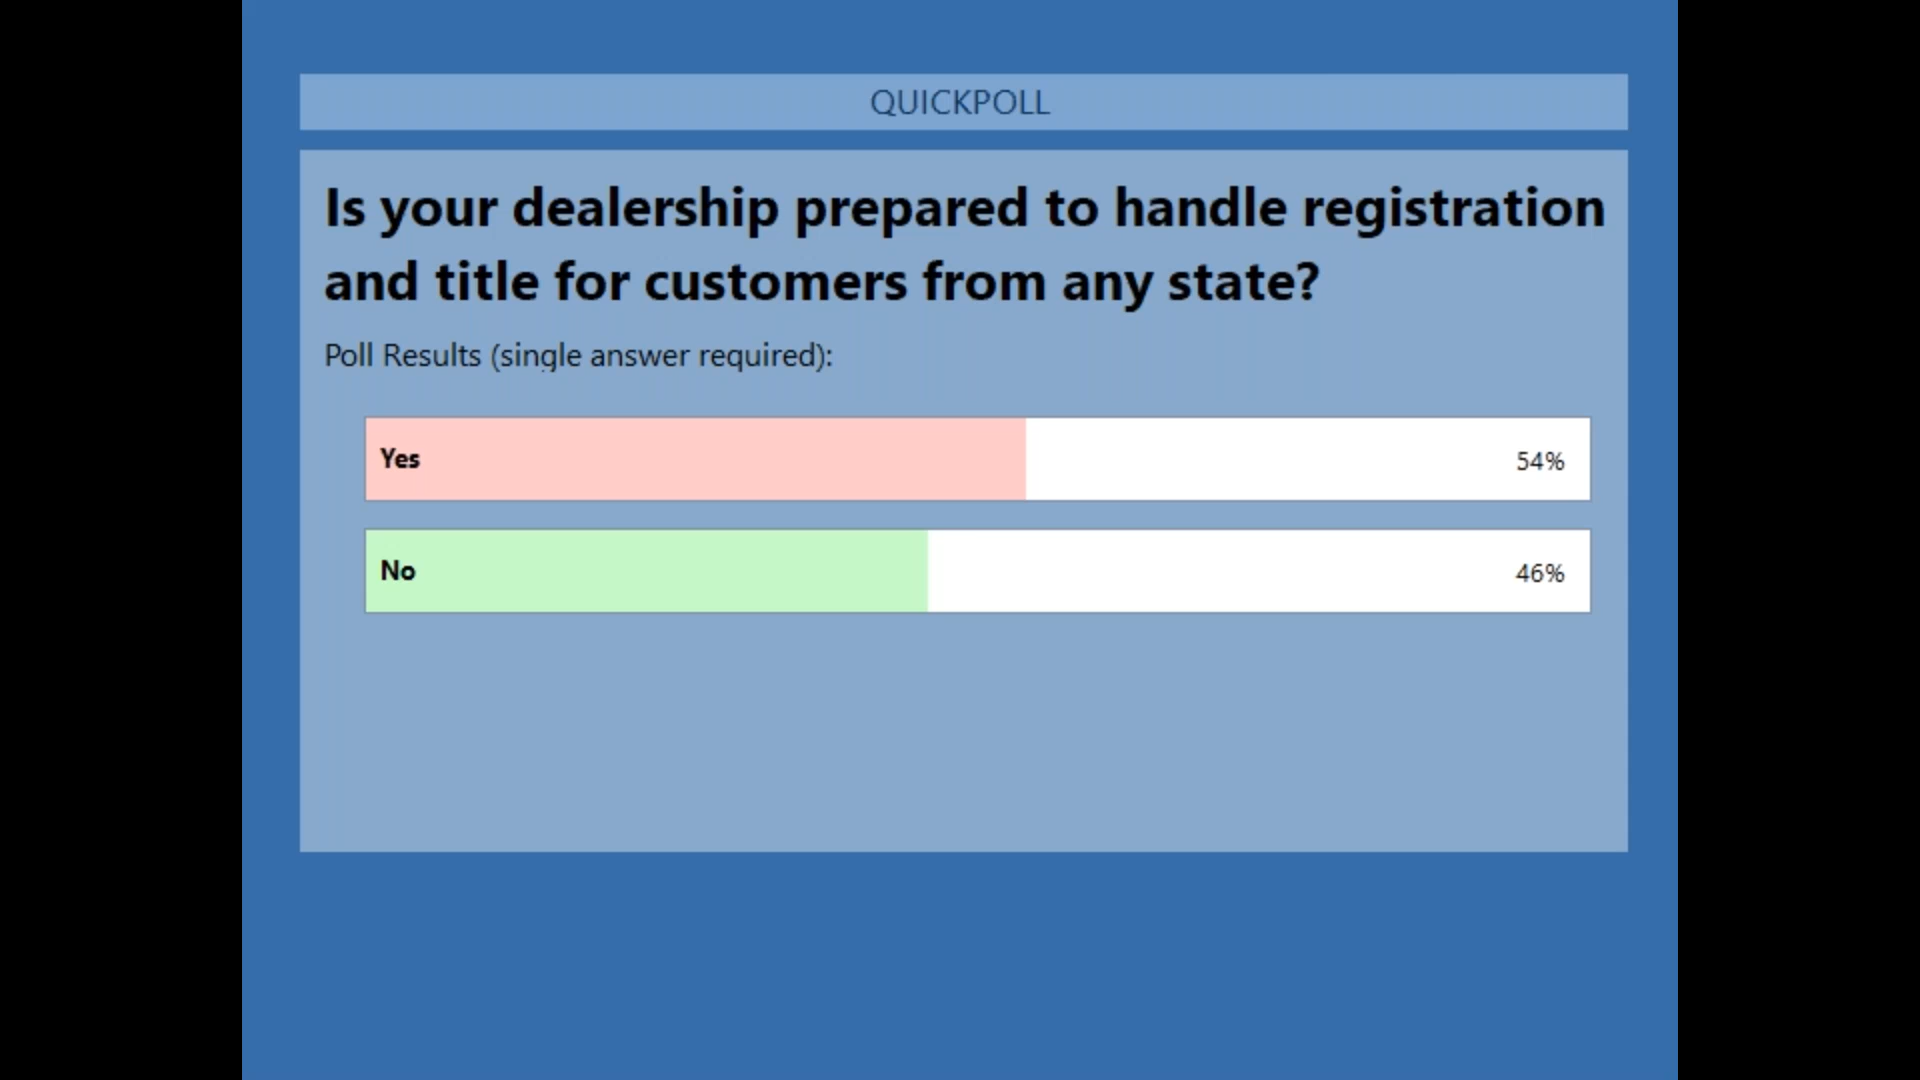 QUICKPOLL
Is your dealership prepared to handle registration
and title for customers from any state?
Poll Results (single answer required):
Yes 54%
No 46%